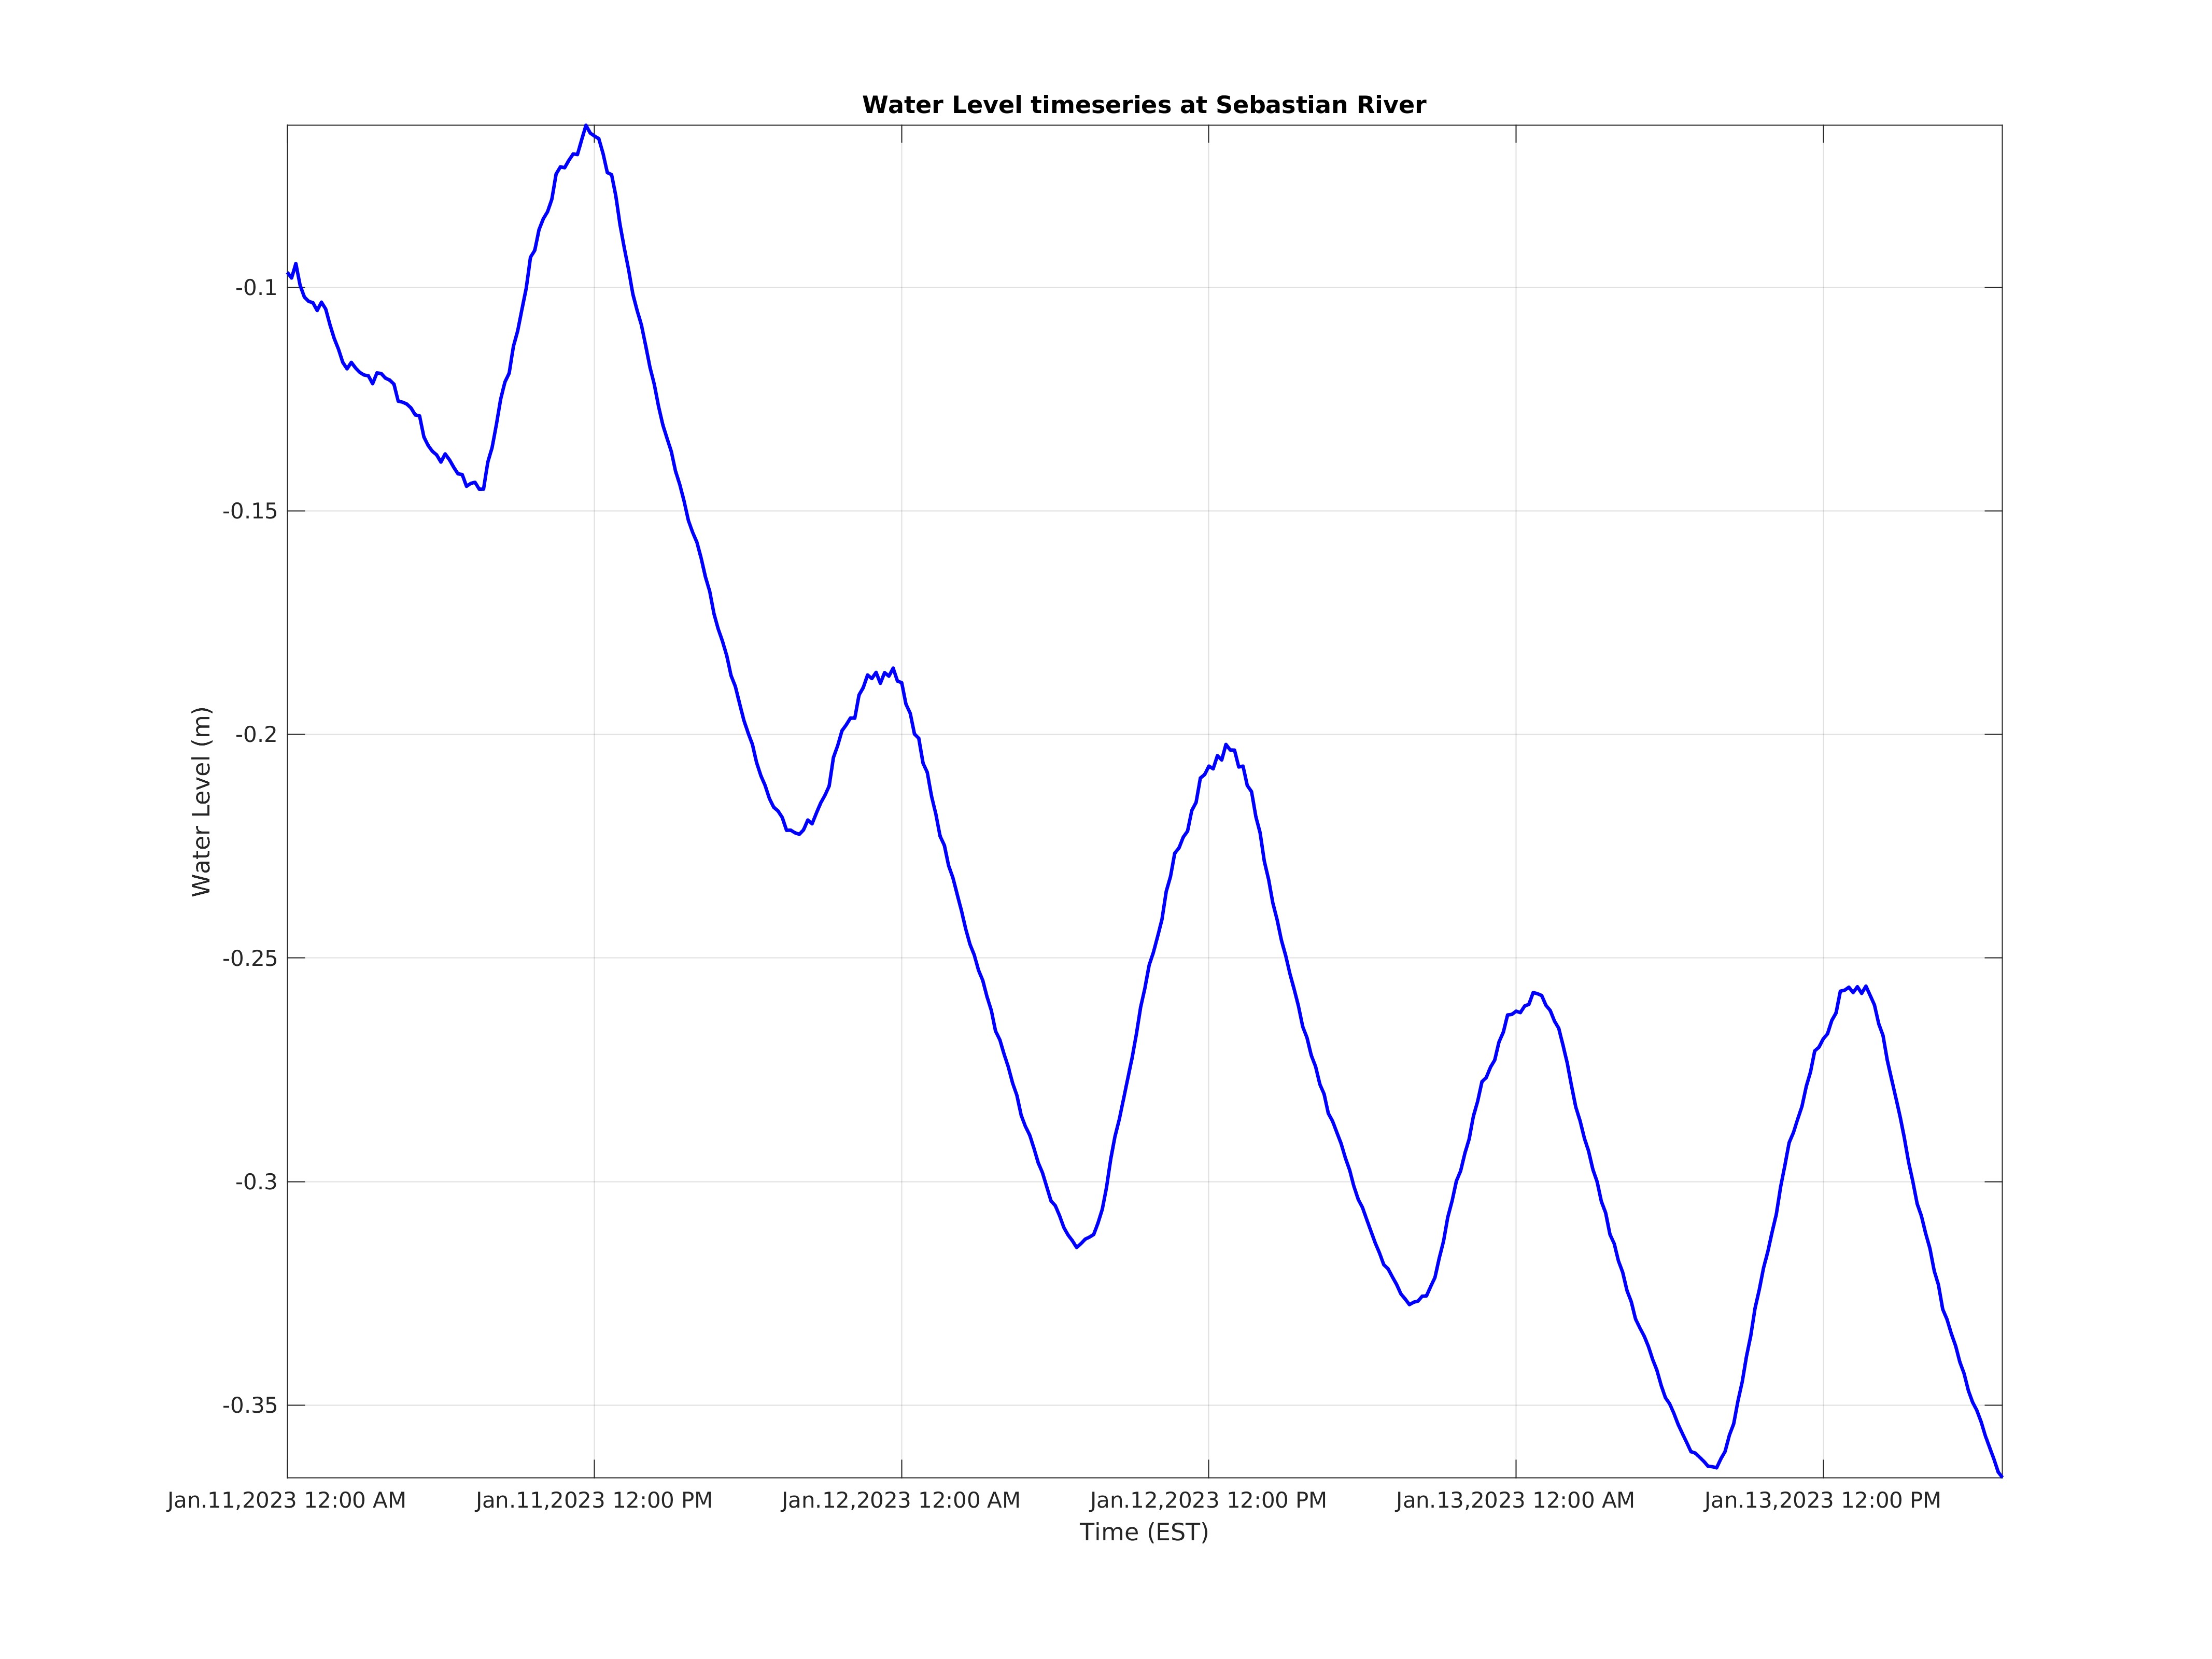 Water Level timeseries at Sebastian River
-0.1
-0.15
-0.2
-0.25
-0.3
-0.35
Water Level (m)
Jan.11,2023 12:00 AM
Jan.11,2023 12:00 PM
Jan.12,2023 12:00 AM
Jan.12,2023 12:00 PM
Jan.13,2023 12:00 AM
Jan.13,2023 12:00 PM
Time (EST)